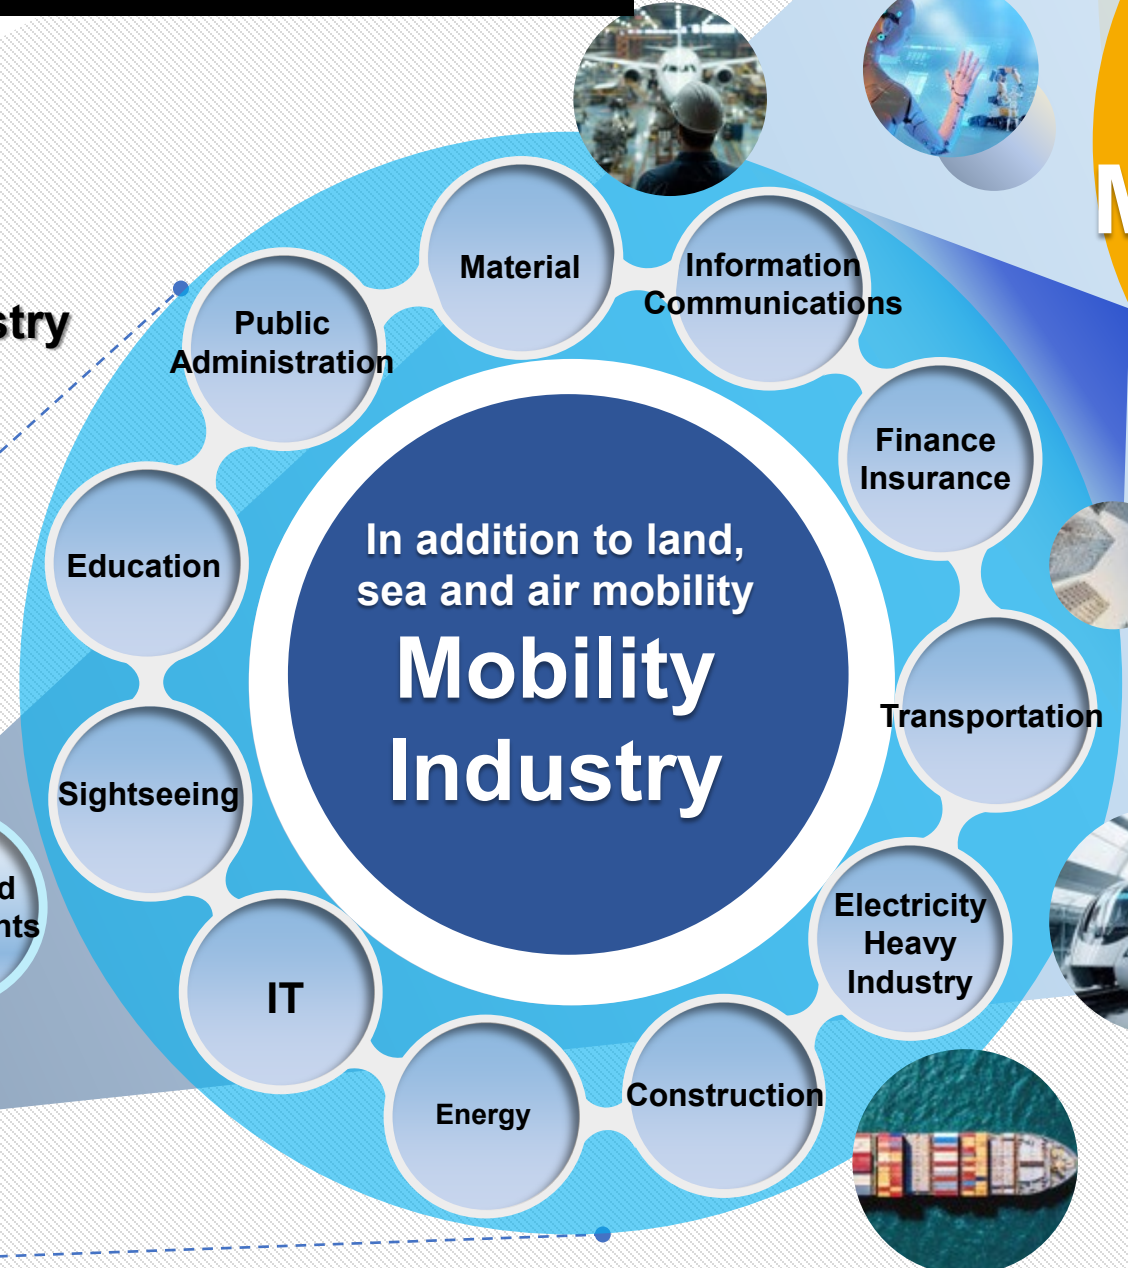 Material
Information
Communications
Public
Administration
Finance
Insurance
In addition to land,
sea and air mobility
Mobility
Industry
Education
Transportation
Sightseeing
Electricity
Heavy
Industry
IT
Construction
Energy